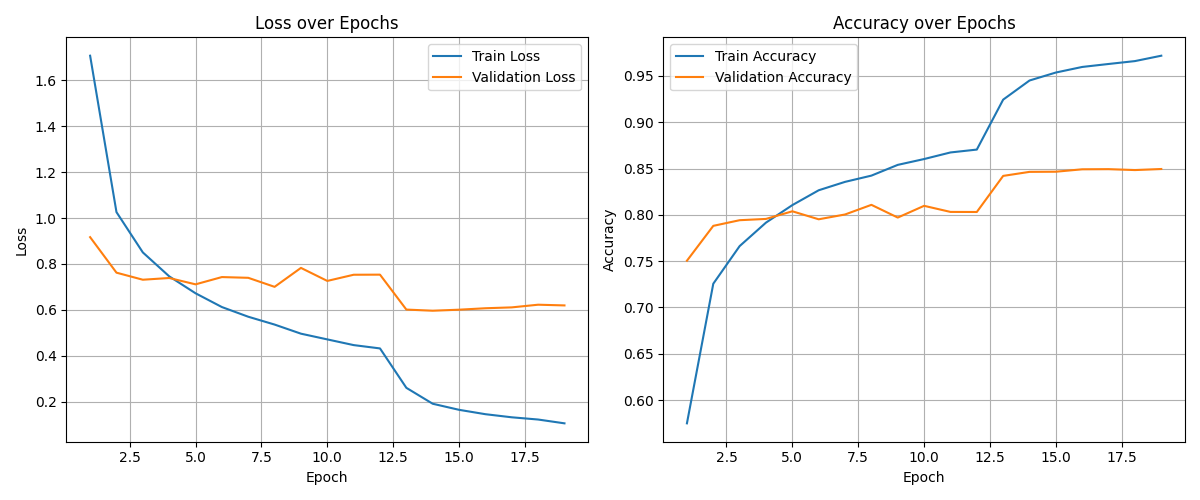 Loss over Epochs
Train Loss
Validation Loss
1.6
1.4
1.2
1.0
0.8
0.6
0.4
0.2
Loss
2.5 5.0 7.5 10.0 12.5 15.0 17.5
Epoch
Accuracy over Epochs
Train Accuracy
Validation Accuracy
0.95
0.90
0.85
0.80
0.75
0.70
0.65
0.60
Accuracy
2.5 5.0 7.5 10.0 12.5 15.0 17.5
Epoch